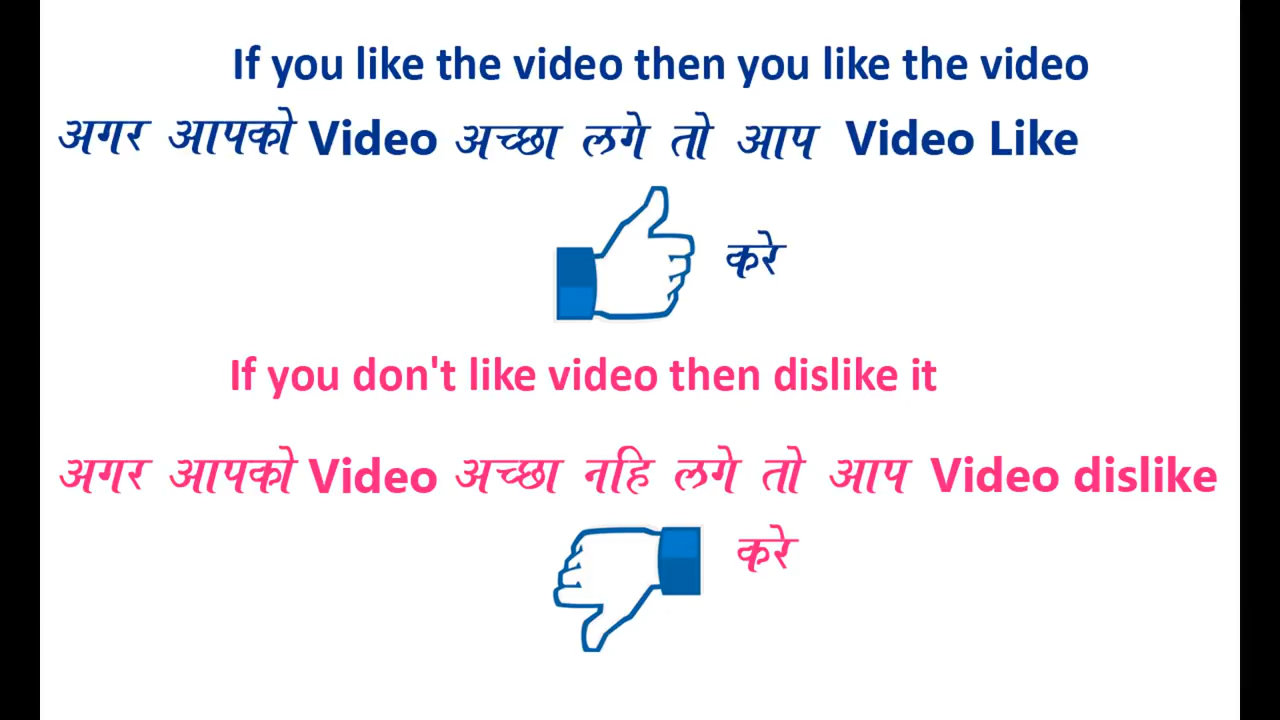 If you like the video then you like the video
अगर आपको Video अच्छा लगे तो आप Video Like
करे
If you don't like video then dislike it
अगर आपको Video अच्छा नहि लगे तो आप Video dislike
करे